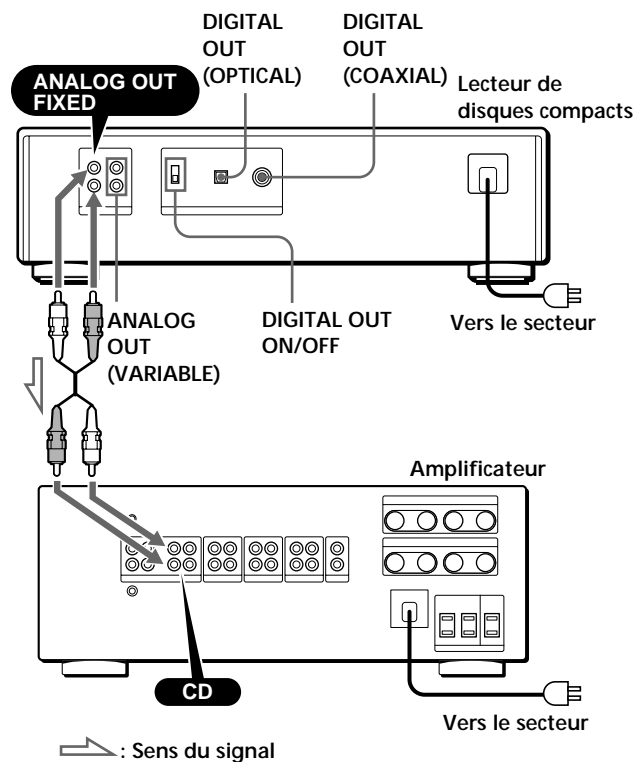 DIGITAL
OUT
(OPTICAL)
DIGITAL
OUT
(COAXIAL)
ANALOG OUT
FIXED
Lecteur de
disques compacts
ANALOG
OUT
(VARIABLE)
DIGITAL OUT
ON/OFF
Vers le secteur
Amplificateur
CD
Vers le secteur
: Sens du signal